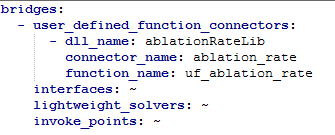 bridges:
  - user_defined_function_connectors:
      - dll_name: ablationRateLib
        connector_name: ablation_rate
        function_name: uf_ablation_rate
    interfaces: ~
    lightweight_solvers: ~
    invoke_points: ~